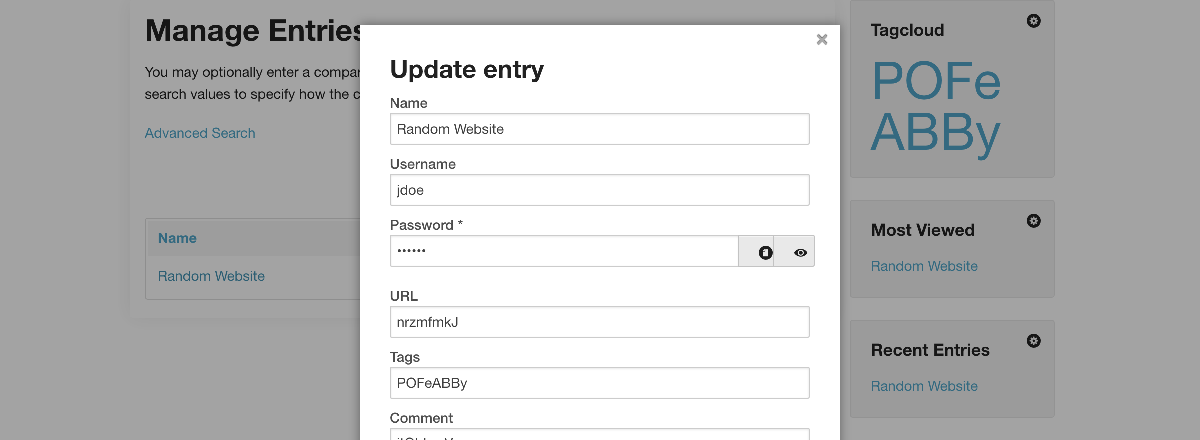 Manage Entries
You may optionally enter a compar
search values to specify how the c
Advanced Search
Name
Random Website
Update entry
Name
Random Website
Username
jdoe
Password *
••••••
URL
nrzmfmkJ
Tags
POFeABBy
Comment
Tagcloud
POFe
ABBy
Most Viewed
Random Website
Recent Entries
Random Website